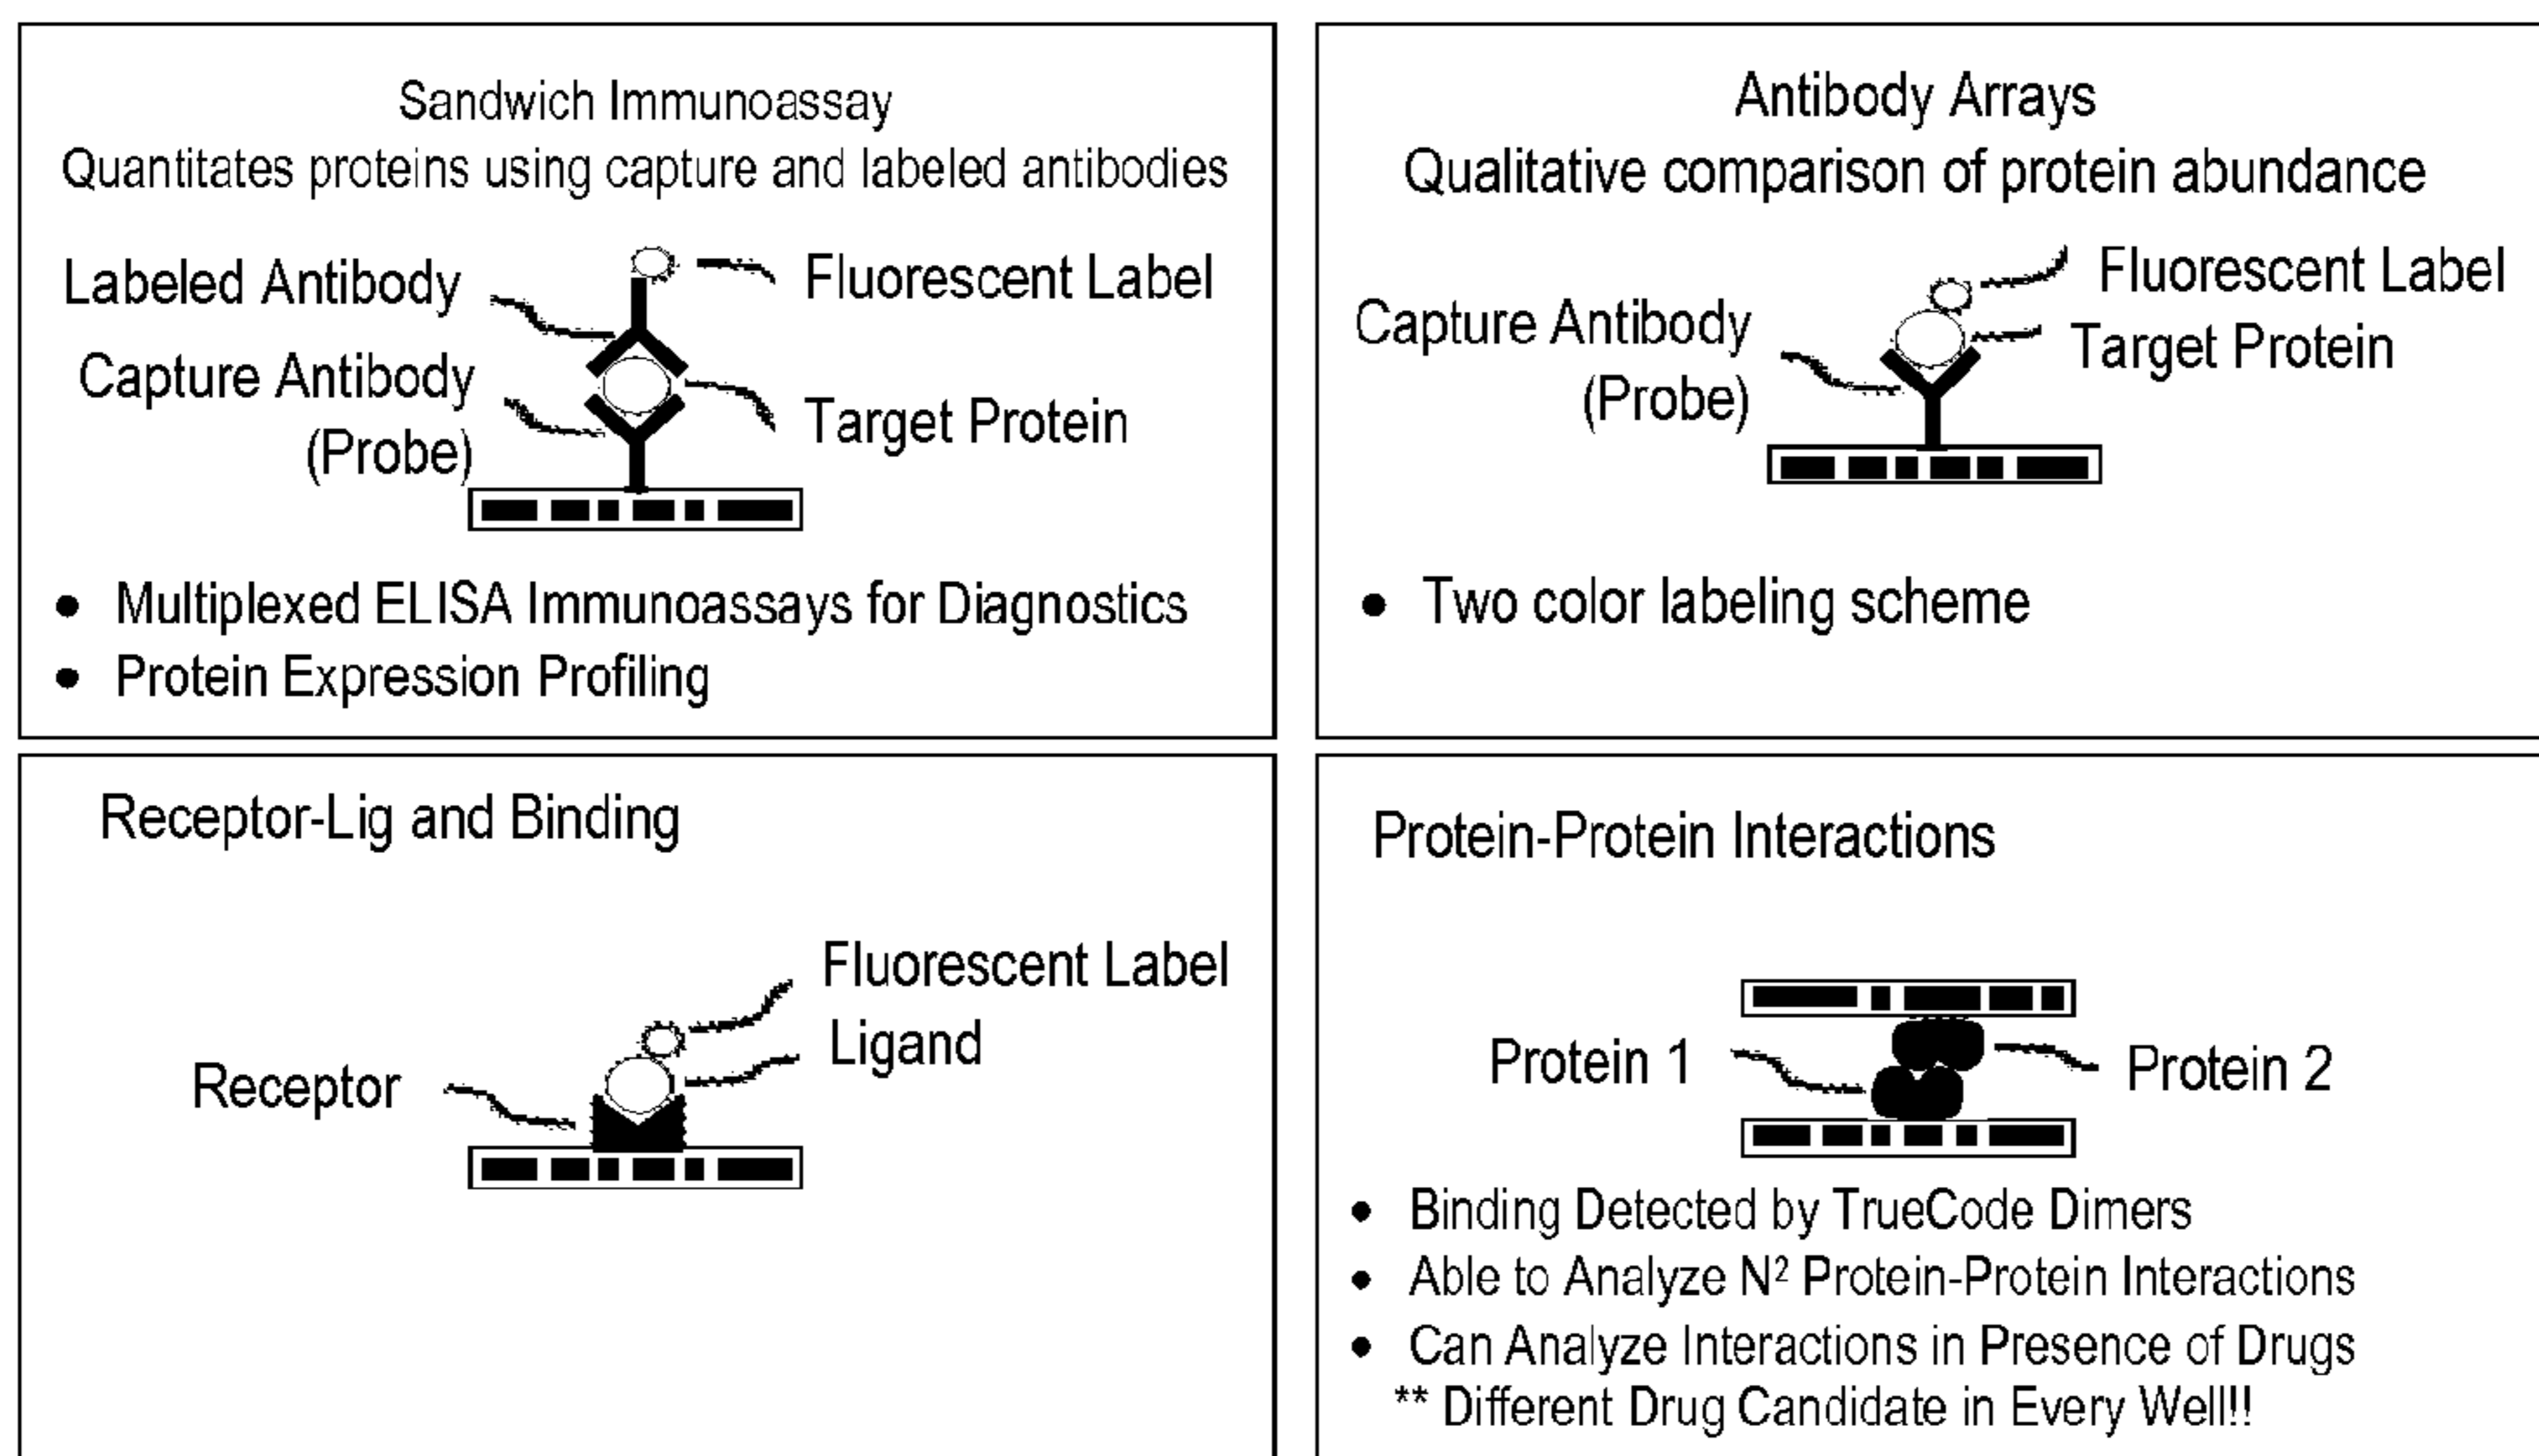 Sandwich Immunoassay
Quantitates proteins using capture and labeled antibodies
Labeled Antibody
Fluorescent Label
Capture Antibody
(Probe)
Target Protein
• Multiplexed ELISA Immunoassays for Diagnostics
• Protein Expression Profiling
Antibody Arrays
Qualitative comparison of protein abundance
Fluorescent Label
Capture Antibody
(Probe)
Target Protein
• Two color labeling scheme
Receptor-Lig and Binding
Fluorescent Label
Ligand
Receptor
Protein-Protein Interactions
Protein 1
Protein 2
• Binding Detected by TrueCode Dimers
• Able to Analyze N² Protein-Protein Interactions
• Can Analyze Interactions in Presence of Drugs
** Different Drug Candidate in Every Well!!